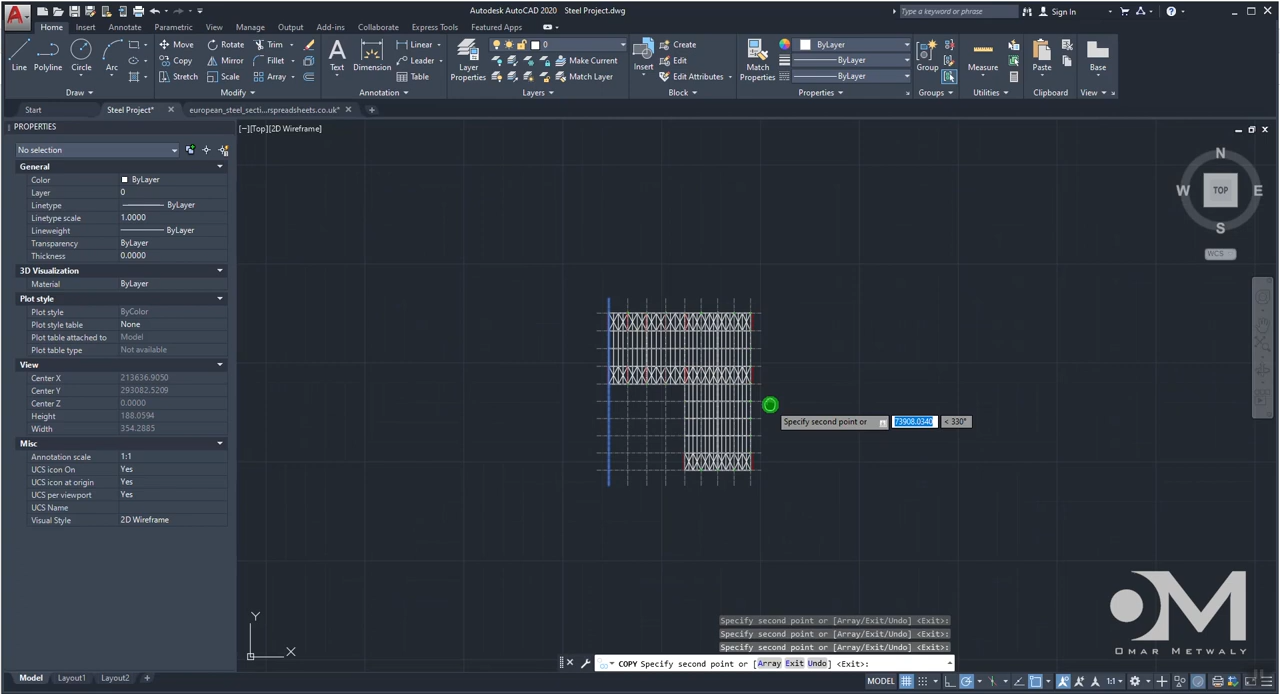 Autodesk AutoCAD 2020 Steel Project.dwg
Type a keyword or phrase
Sign In
Home Insert Annotate Parametric View Manage Output Add-ins Collaborate Express Tools Featured Apps
Line Polyline Circle Arc
Move Rotate Trim
Copy Mirror Fillet
Stretch Scale Array
Text Dimension
Linear
Leader
Table
Layer Properties
0
Make Current
Match Layer
Insert
Create
Edit
Edit Attributes
Match Properties
ByLayer
ByLayer
ByLayer
Group Measure Paste Base
Draw Modify Annotation Layers Block Properties Groups Utilities Clipboard View
Start Steel Project* european_steel_secti...rspreadsheets.co.uk*
PROPERTIES
[−][Top][2D Wireframe]
No selection
General
Color ByLayer
Layer 0
Linetype ByLayer
Linetype scale 1.0000
Lineweight ByLayer
Transparency ByLayer
Thickness 0.0000
3D Visualization
Material ByLayer
Plot style
Plot style ByColor
Plot style table None
Plot table attached to Model
Plot table type Not available
View
Center X 213636.9050
Center Y 293082.5209
Center Z 0.0000
Height 188.0594
Width 354.2885
Misc
Annotation scale 1:1
UCS icon On Yes
UCS icon at origin Yes
UCS per viewport Yes
UCS Name
Visual Style 2D Wireframe
N
W TOP E
S
WCS
Specify second point or 73908.0340 < 330°
Y
X
OM
OMAR METWALY
Specify second point or [Array/Exit/Undo] <Exit>:
Specify second point or [Array/Exit/Undo] <Exit>:
Specify second point or [Array/Exit/Undo] <Exit>:
COPY Specify second point or [Array Exit Undo] <Exit>:
Model Layout1 Layout2
MODEL 1:1